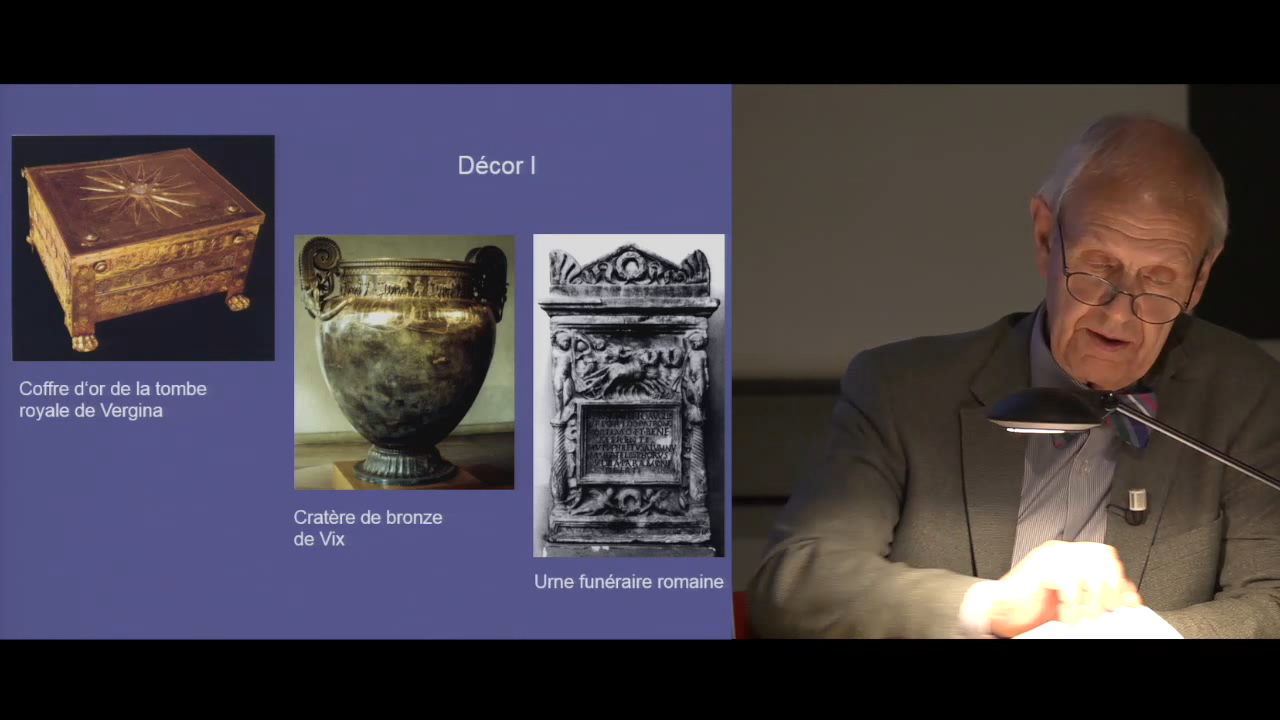 Décor I
Coffre d'or de la tombe
royale de Vergina
Cratère de bronze
de Vix
Urne funéraire romaine